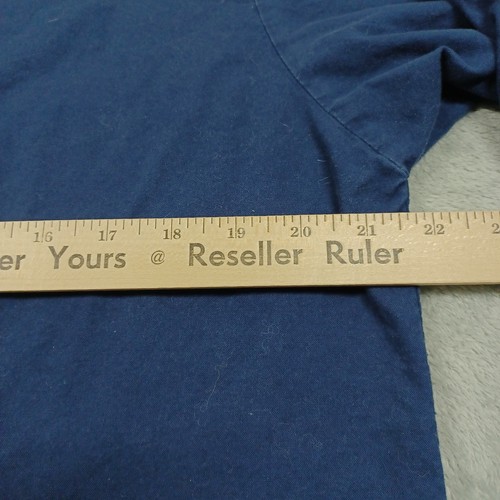 16 17 18 19 20 21 22
er Yours @ Reseller Ruler